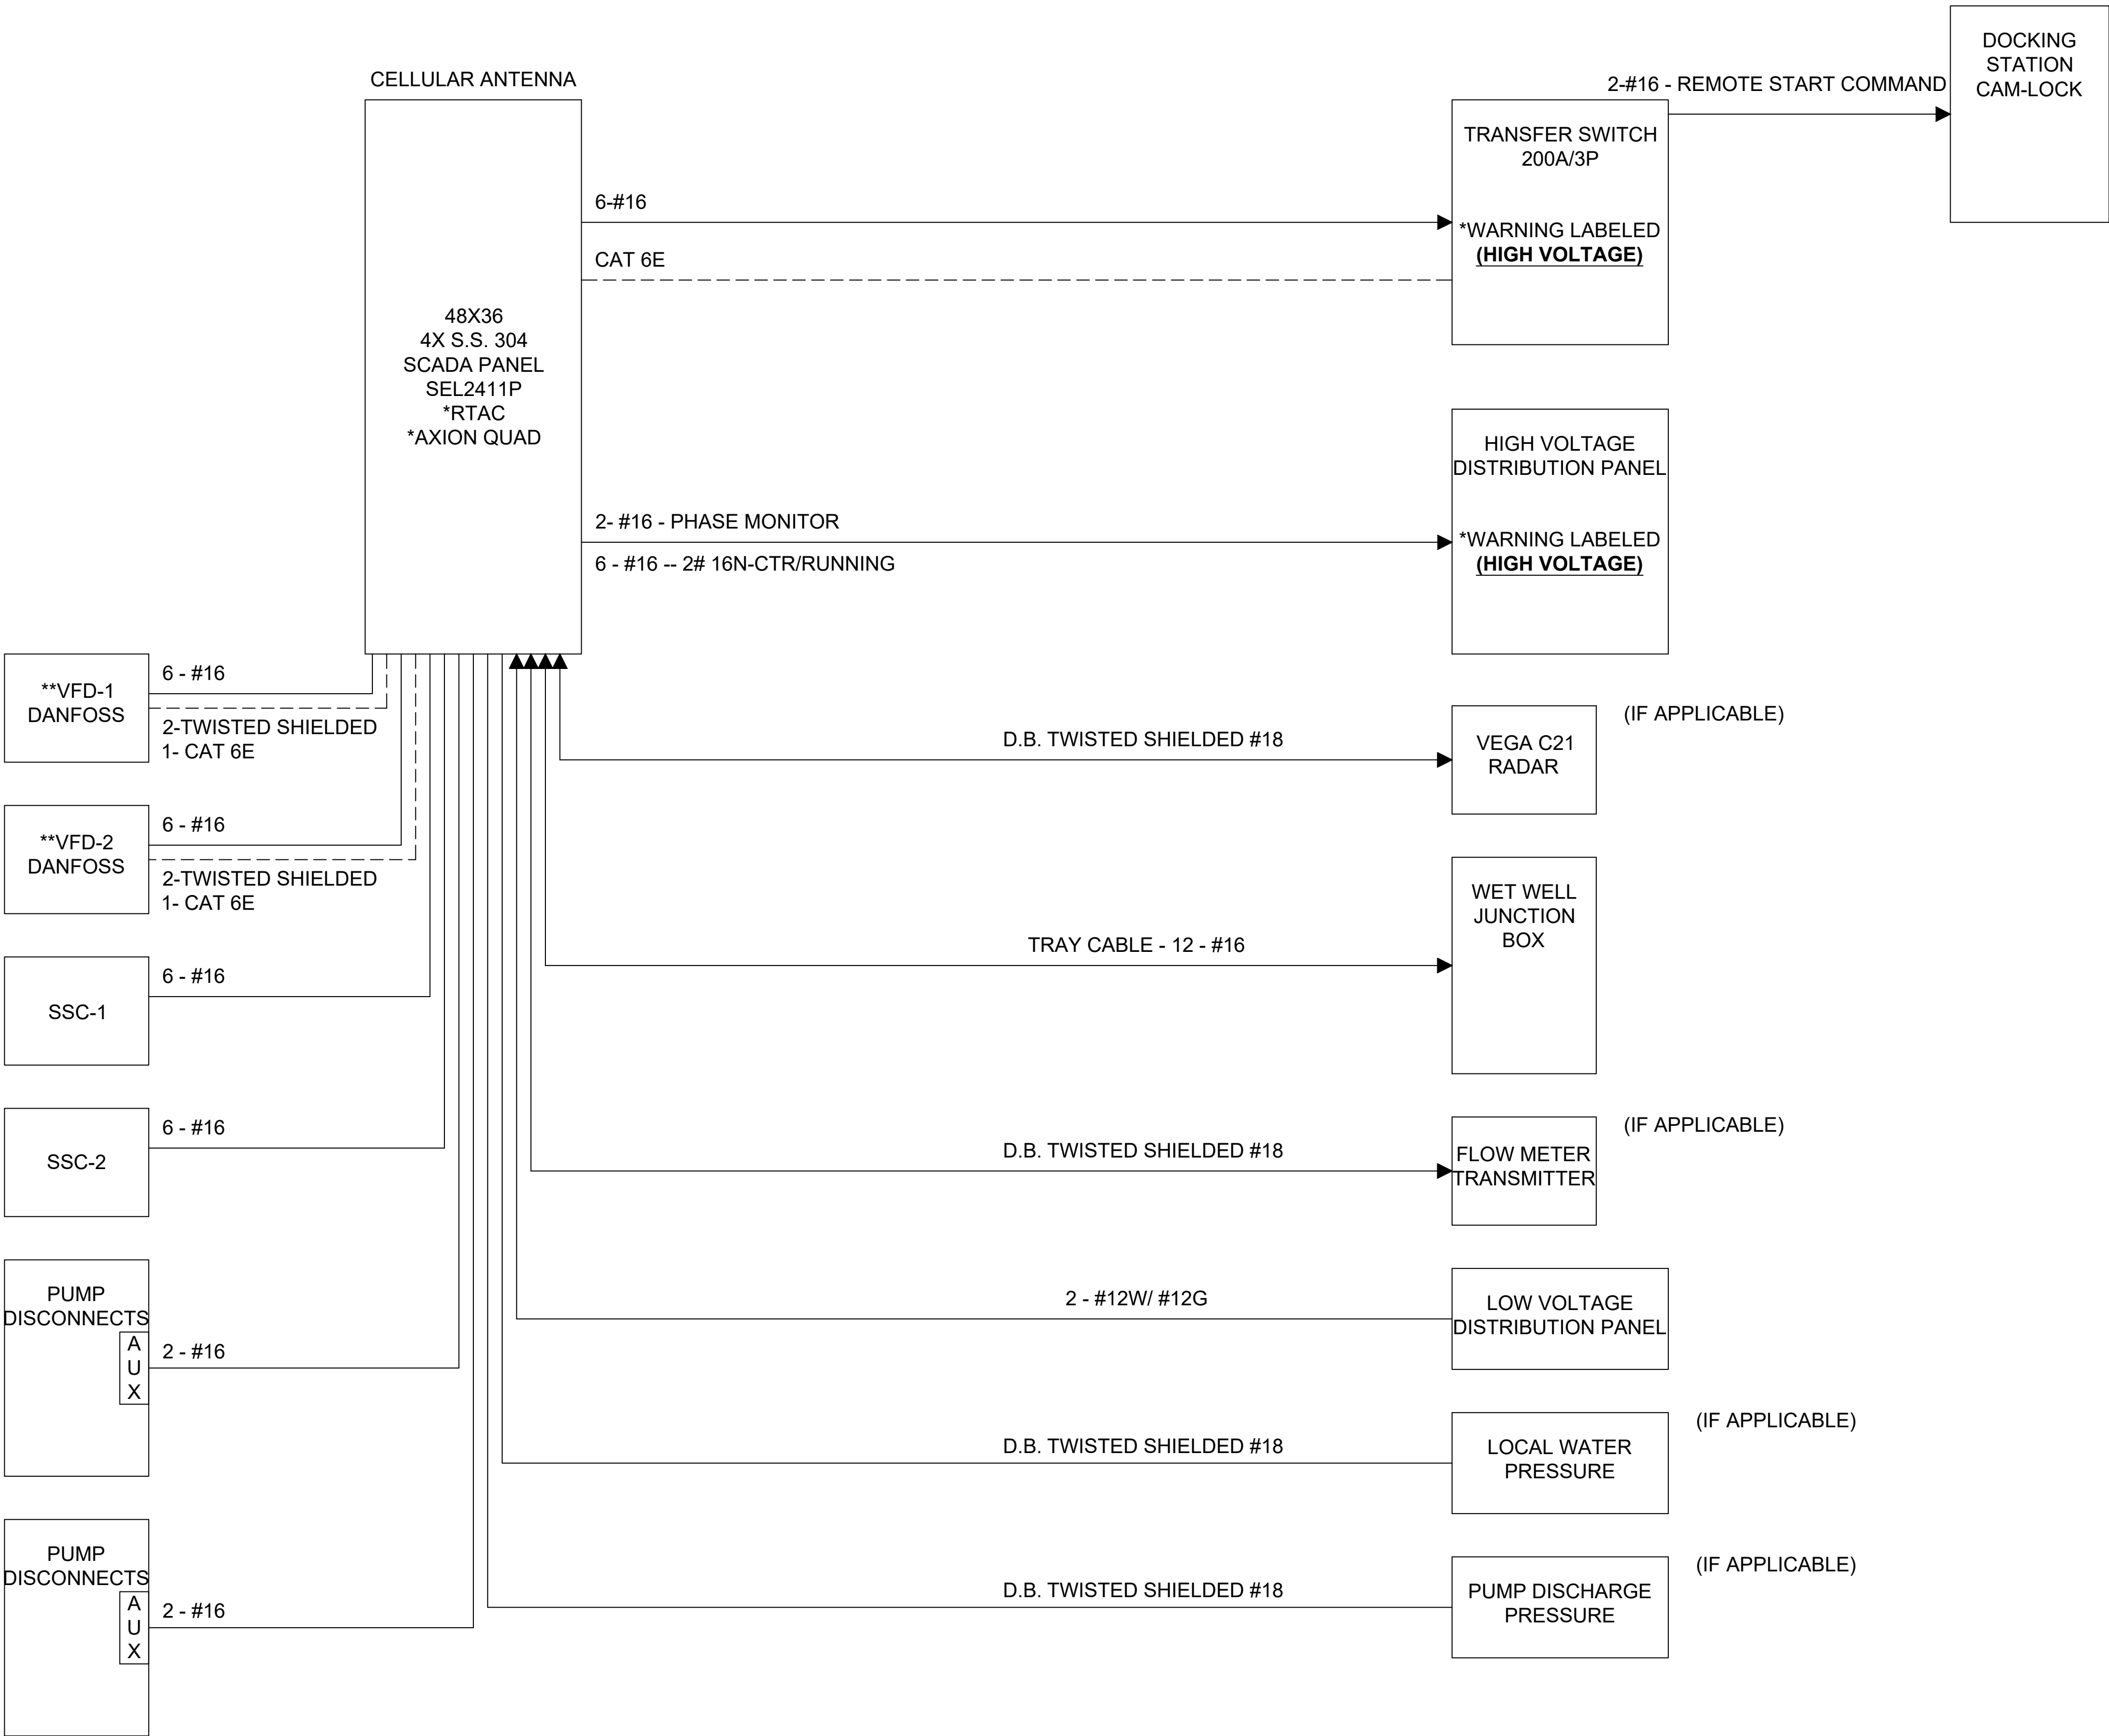 DOCKING
STATION
CAM-LOCK
CELLULAR ANTENNA
2-#16 - REMOTE START COMMAND
TRANSFER SWITCH
200A/3P
*WARNING LABELED
(HIGH VOLTAGE)
6-#16
CAT 6E
48X36
4X S.S. 304
SCADA PANEL
SEL2411P
*RTAC
*AXION QUAD
HIGH VOLTAGE
DISTRIBUTION PANEL
*WARNING LABELED
(HIGH VOLTAGE)
2- #16 - PHASE MONITOR
6 - #16 -- 2# 16N-CTR/RUNNING
**VFD-1
DANFOSS
6 - #16
2-TWISTED SHIELDED
1- CAT 6E
D.B. TWISTED SHIELDED #18
VEGA C21
RADAR
(IF APPLICABLE)
**VFD-2
DANFOSS
6 - #16
2-TWISTED SHIELDED
1- CAT 6E
TRAY CABLE - 12 - #16
WET WELL
JUNCTION
BOX
SSC-1
6 - #16
SSC-2
6 - #16
D.B. TWISTED SHIELDED #18
FLOW METER
TRANSMITTER
(IF APPLICABLE)
PUMP
DISCONNECTS
A
U
X
2 - #16
2 - #12W/ #12G
LOW VOLTAGE
DISTRIBUTION PANEL
D.B. TWISTED SHIELDED #18
LOCAL WATER
PRESSURE
(IF APPLICABLE)
PUMP
DISCONNECTS
A
U
X
2 - #16
D.B. TWISTED SHIELDED #18
PUMP DISCHARGE
PRESSURE
(IF APPLICABLE)